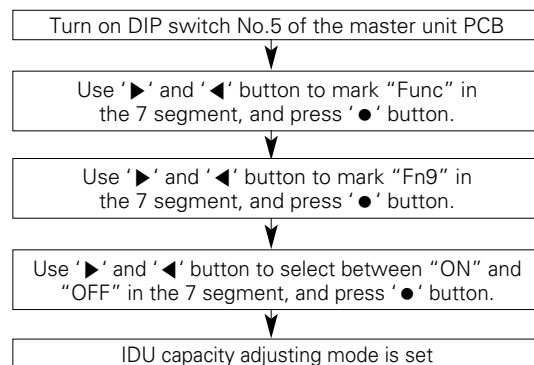 Turn on DIP switch No.5 of the master unit PCB
Use ‘▶‘ and ‘◀‘ button to mark “Func” in
the 7 segment, and press ‘●‘ button.
Use ‘▶‘ and ‘◀‘ button to mark “Fn9” in
the 7 segment, and press ‘●‘ button.
Use ‘▶‘ and ‘◀‘ button to select between “ON” and
“OFF” in the 7 segment, and press ‘●‘ button.
IDU capacity adjusting mode is set